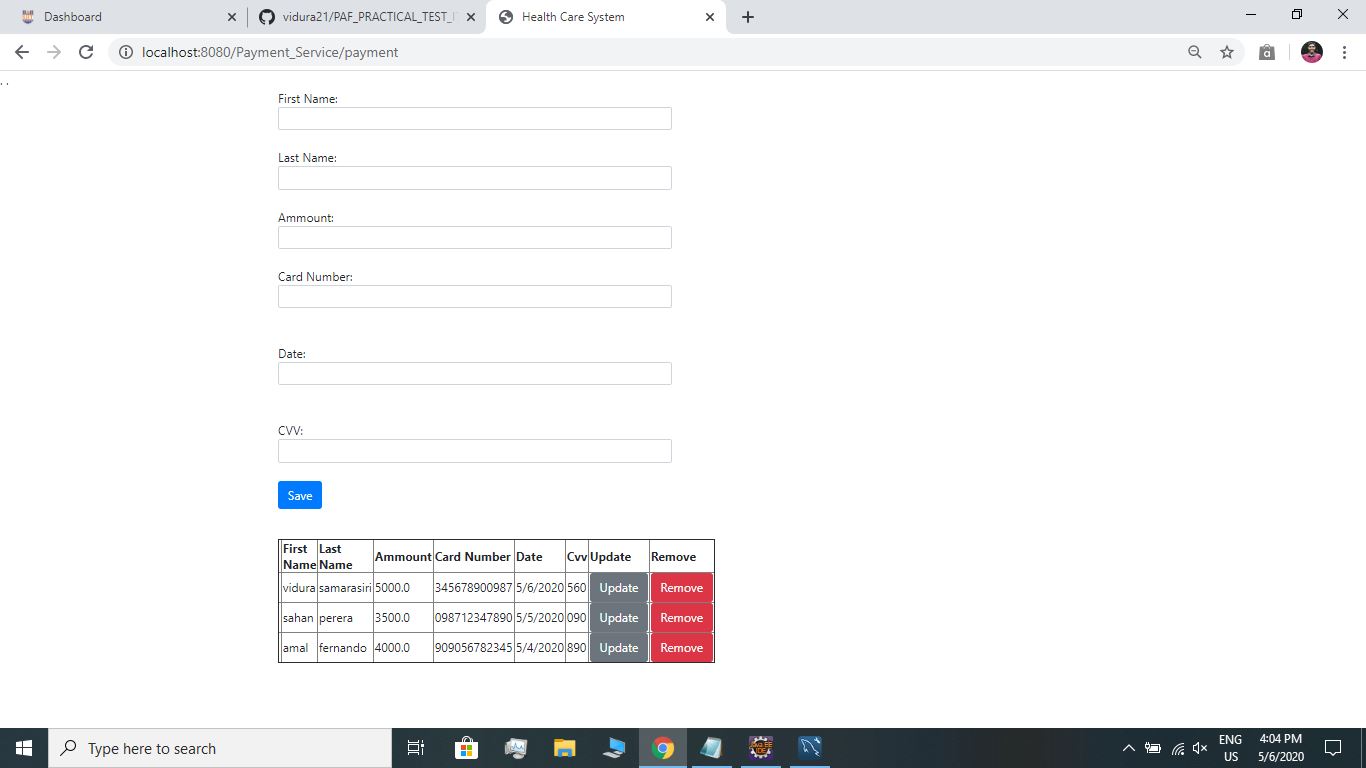 Dashboard
vidura21/PAF_PRACTICAL_TEST_IT
Health Care System
localhost:8080/Payment_Service/payment
. .
First Name:
Last Name:
Ammount:
Card Number:
Date:
CVV:
Save
First Name Last Name Ammount Card Number Date Cvv Update Remove
vidura samarasiri 5000.0 345678900987 5/6/2020 560 Update Remove
sahan perera 3500.0 098712347890 5/5/2020 090 Update Remove
amal fernando 4000.0 909056782345 5/4/2020 890 Update Remove
Type here to search
ENG
US
4:04 PM
5/6/2020